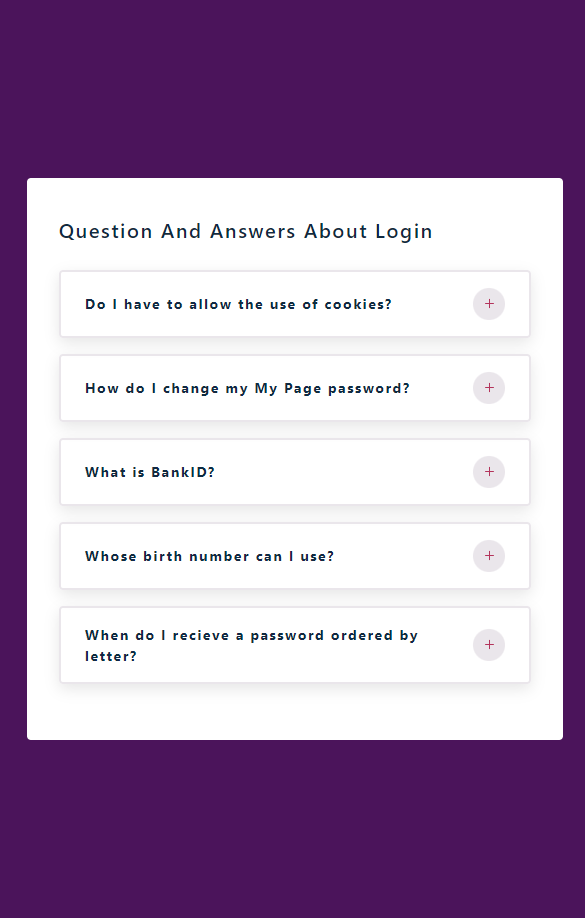 Question And Answers About Login
Do I have to allow the use of cookies?
+
How do I change my My Page password?
+
What is BankID?
+
Whose birth number can I use?
+
When do I recieve a password ordered by
letter?
+